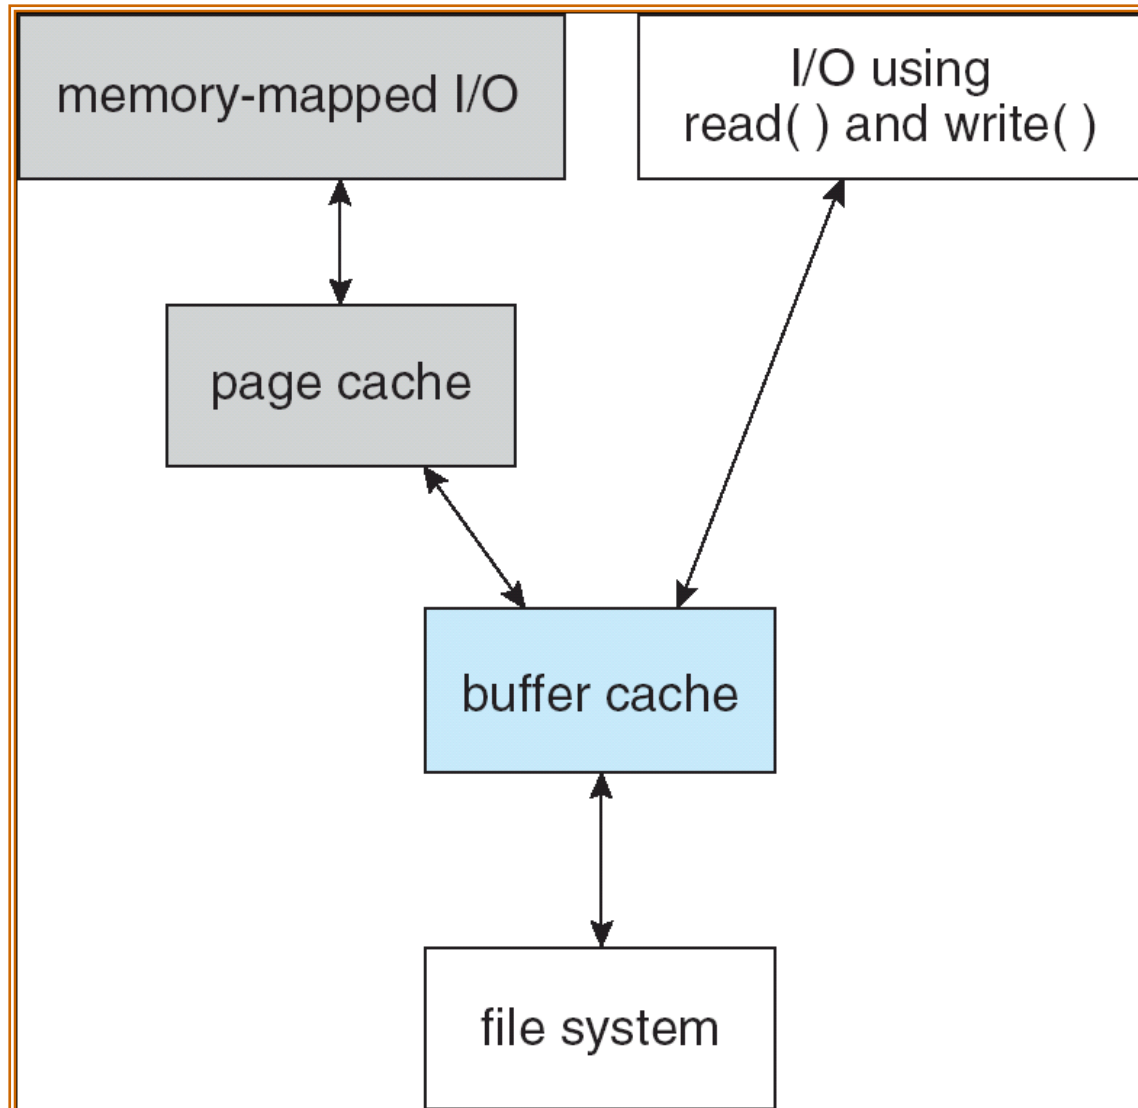 memory-mapped I/O
I/O using
read( ) and write( )
page cache
buffer cache
file system